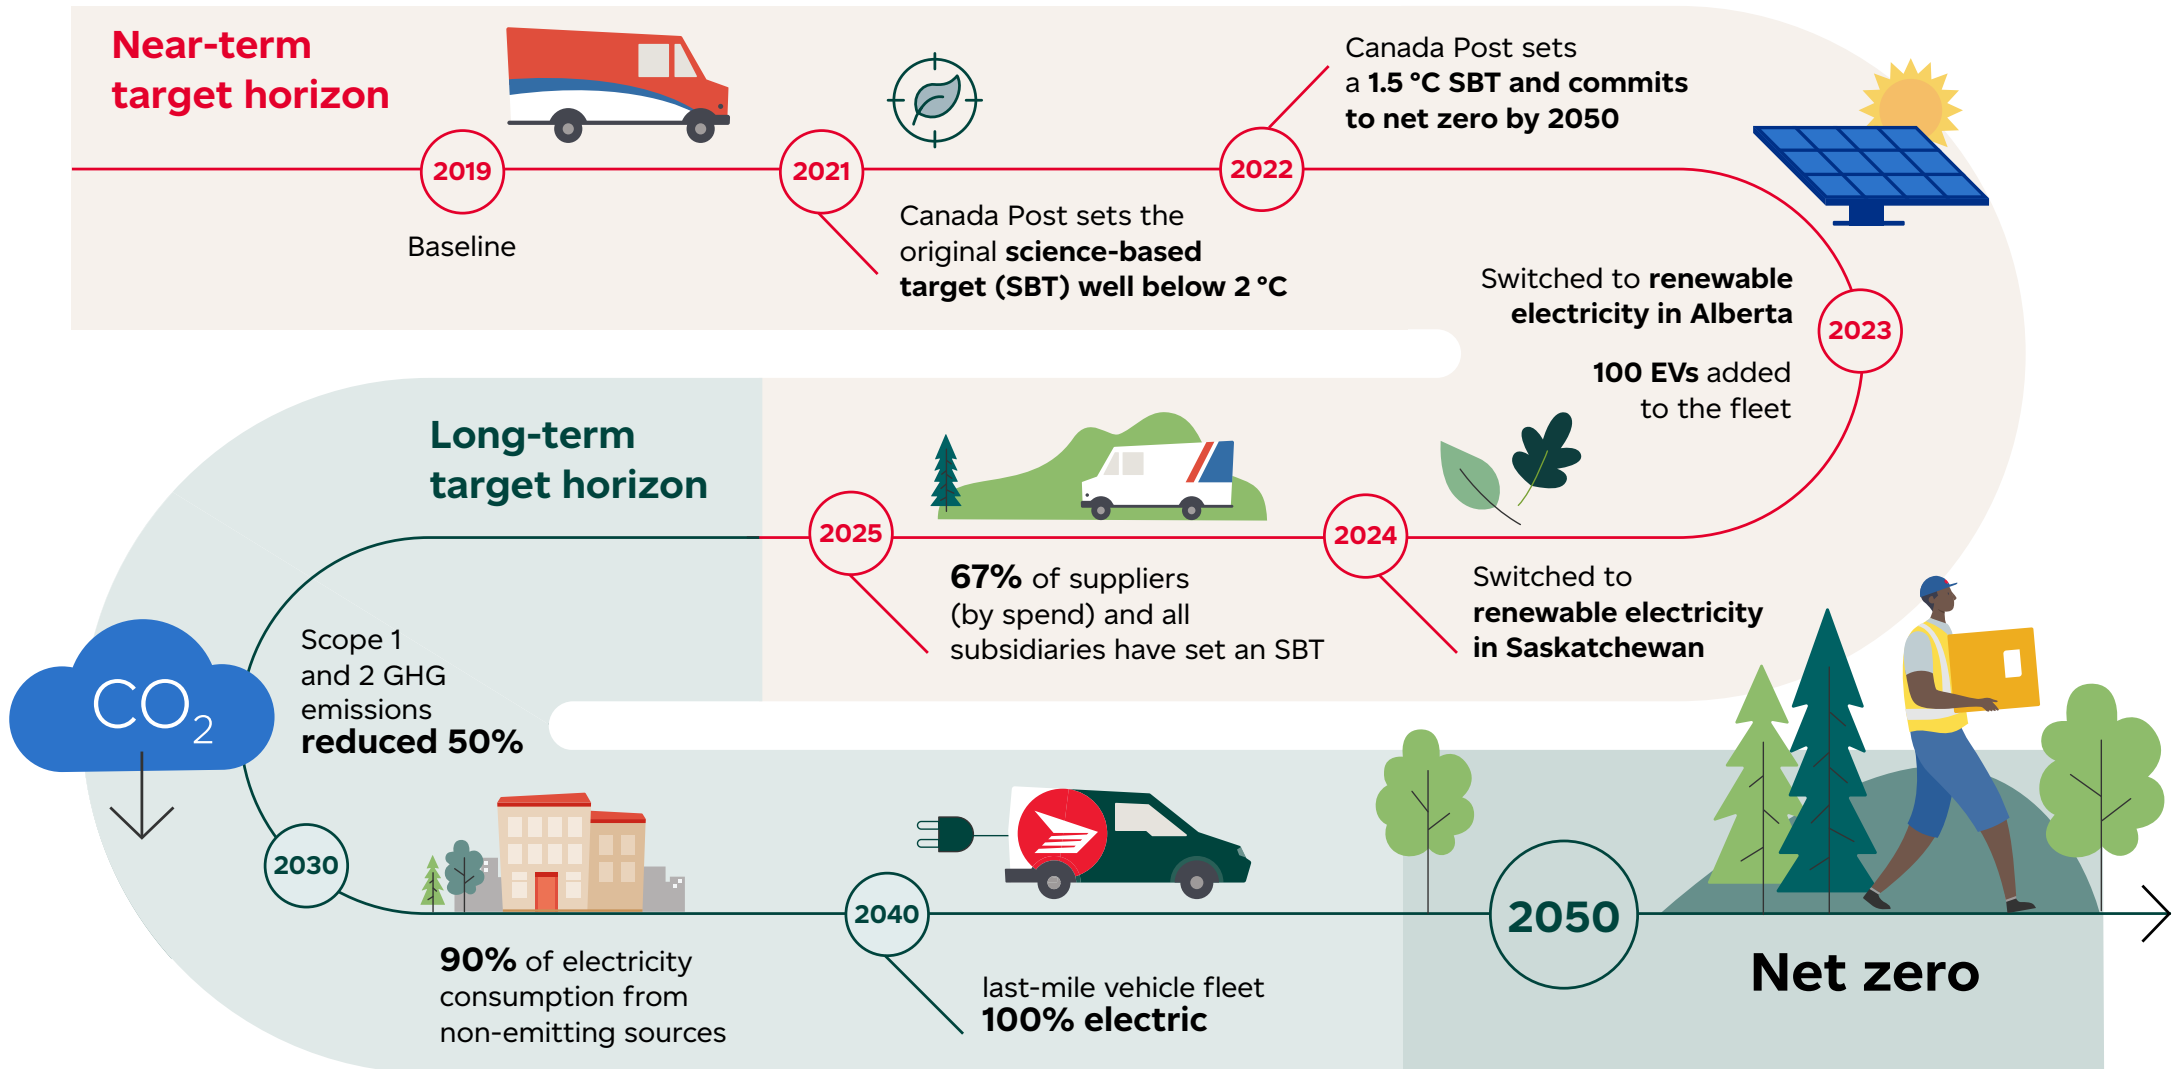 Near-term
target horizon
2019
Baseline
2021
Canada Post sets the
original science-based
target (SBT) well below 2 °C
2022
Canada Post sets
a 1.5 °C SBT and commits
to net zero by 2050
2023
Switched to renewable
electricity in Alberta
100 EVs added
to the fleet
2024
Switched to
renewable electricity
in Saskatchewan
2025
67% of suppliers
(by spend) and all
subsidiaries have set an SBT
Long-term
target horizon
CO2
Scope 1
and 2 GHG
emissions
reduced 50%
2030
90% of electricity
consumption from
non-emitting sources
2040
last-mile vehicle fleet
100% electric
2050
Net zero